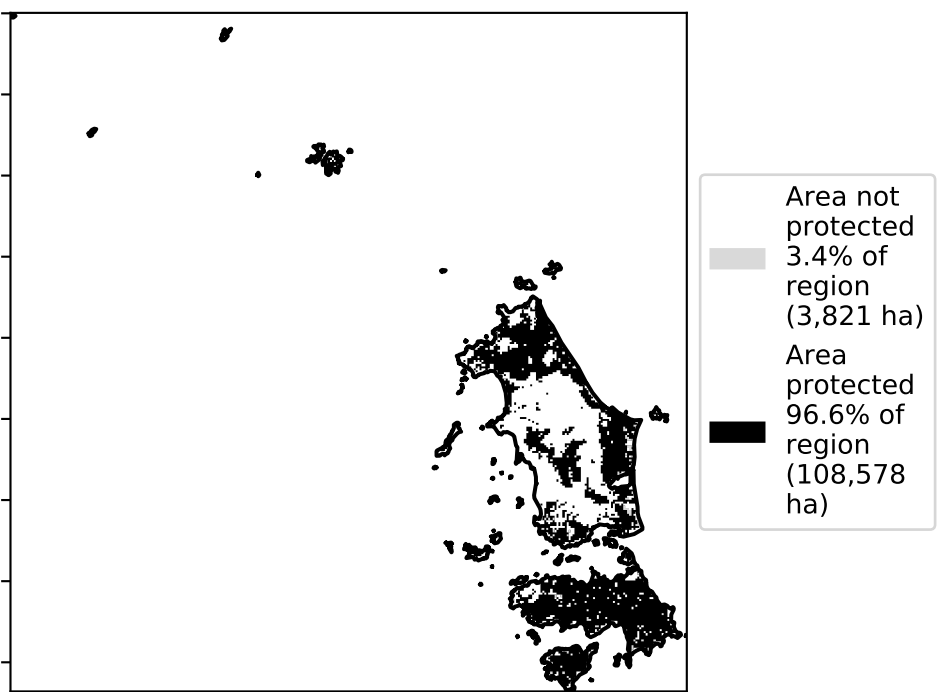 Area not
protected
3.4% of
region
(3,821 ha)
Area
protected
96.6% of
region
(108,578
ha)